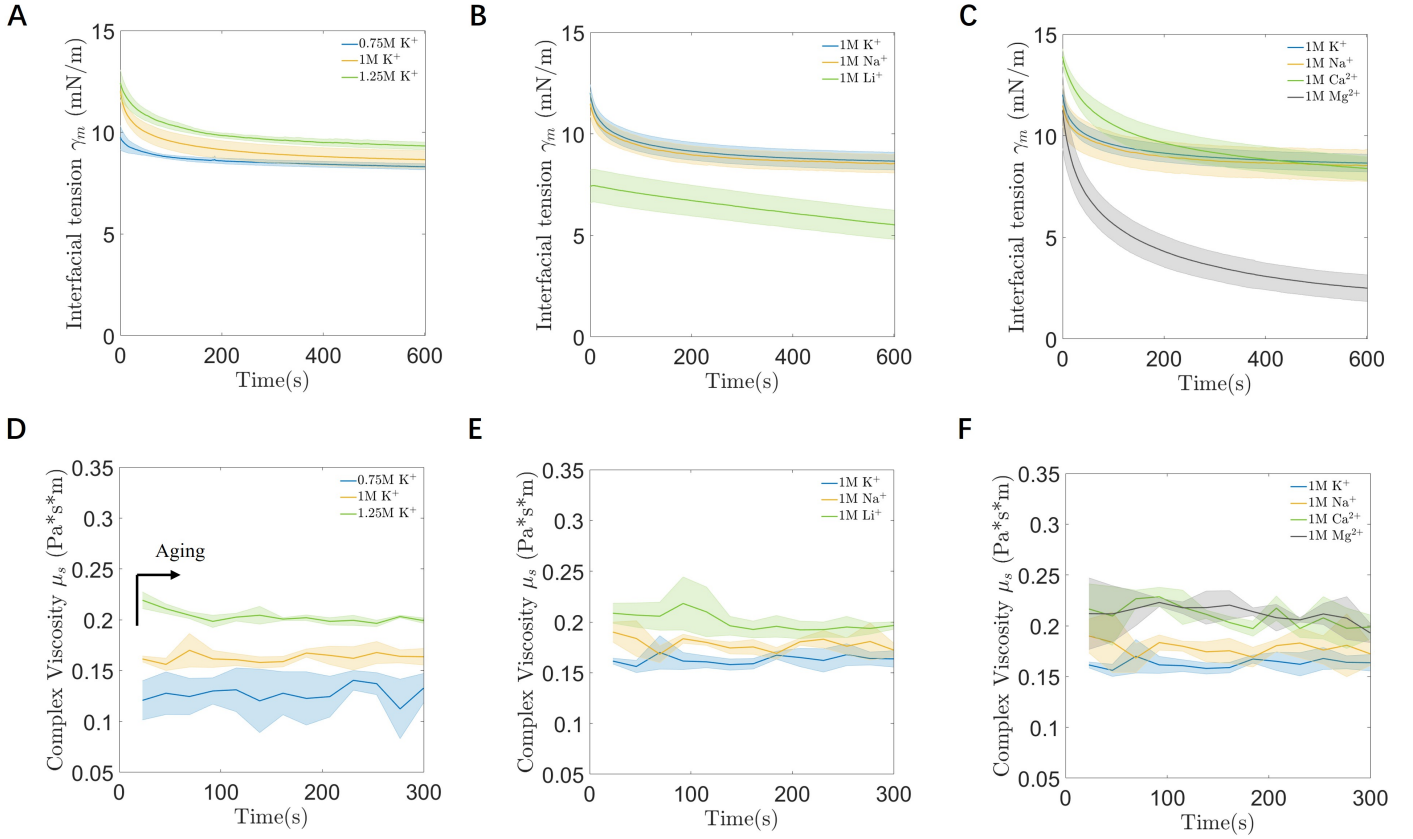 A
15
10
5
0
0
200
400
600
Interfacial tension γₘ (mN/m)
Time(s)
0.75M K⁺
1M K⁺
1.25M K⁺
B
15
10
5
0
0
200
400
600
Interfacial tension γₘ (mN/m)
Time(s)
1M K⁺
1M Na⁺
1M Li⁺
C
15
10
5
0
0
200
400
600
Interfacial tension γₘ (mN/m)
Time(s)
1M K⁺
1M Na⁺
1M Ca²⁺
1M Mg²⁺
D
0.35
0.3
0.25
0.2
0.15
0.1
0.05
0
100
200
300
Complex Viscosity μₛ (Pa*s*m)
Time(s)
0.75M K⁺
1M K⁺
1.25M K⁺
Aging
E
0.35
0.3
0.25
0.2
0.15
0.1
0.05
0
100
200
300
Complex Viscosity μₛ (Pa*s*m)
Time(s)
1M K⁺
1M Na⁺
1M Li⁺
F
0.35
0.3
0.25
0.2
0.15
0.1
0.05
0
100
200
300
Complex Viscosity μₛ (Pa*s*m)
Time(s)
1M K⁺
1M Na⁺
1M Ca²⁺
1M Mg²⁺